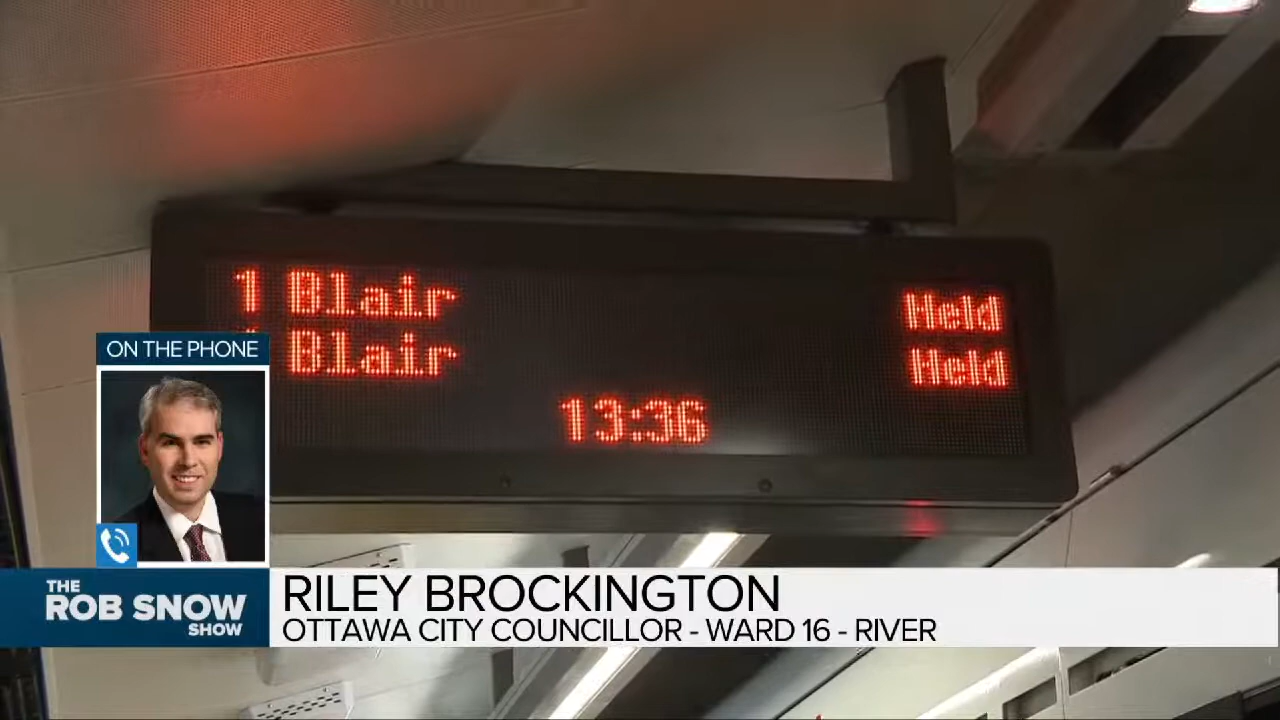 1 Blair Held
Blair Held
13:36
ON THE PHONE
THE
ROB SNOW
SHOW
RILEY BROCKINGTON
OTTAWA CITY COUNCILLOR - WARD 16 - RIVER